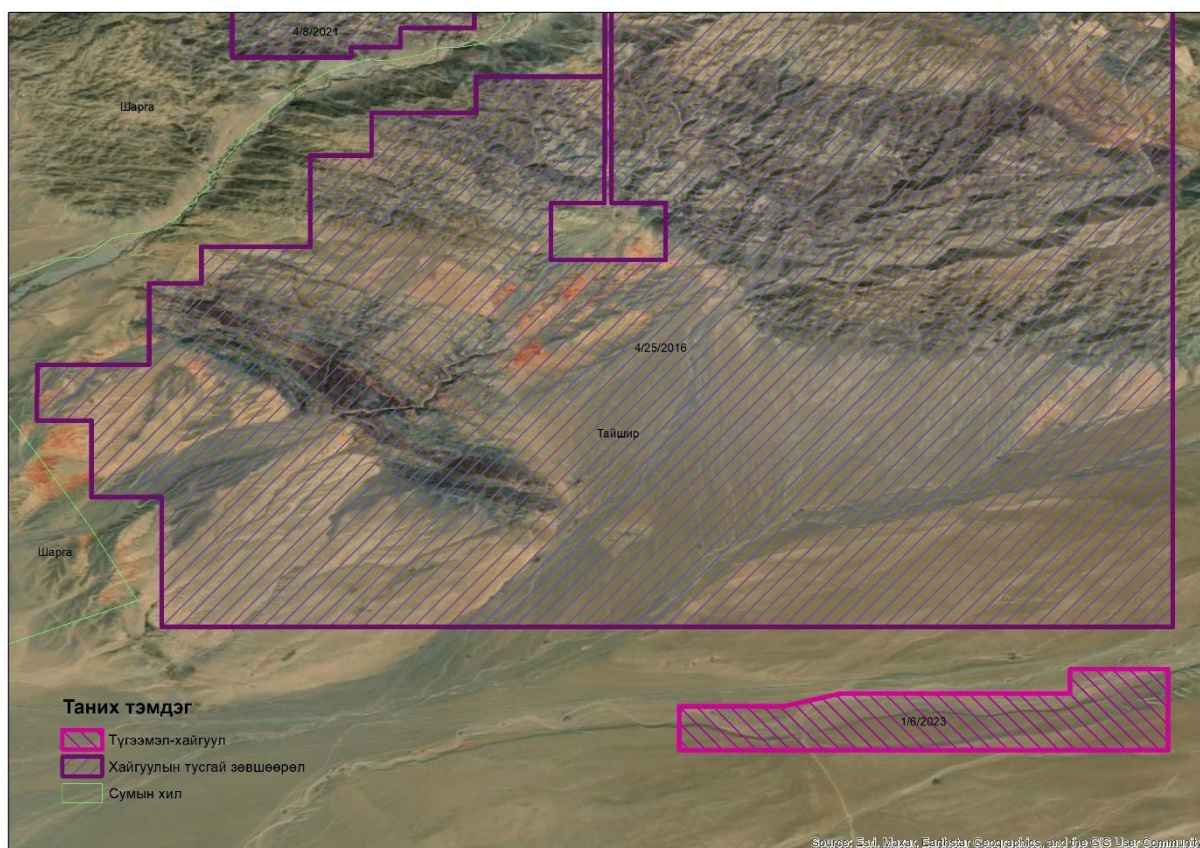 4/8/2021
Шарга
4/25/2016
Тайшир
Шарга
1/6/2023
Таних тэмдэг
Түгээмэл-хайгуул
Хайгуулын тусгай зөвшөөрөл
Сумын хил
Source: Esri, Maxar, Earthstar Geographics, and the GIS User Communit